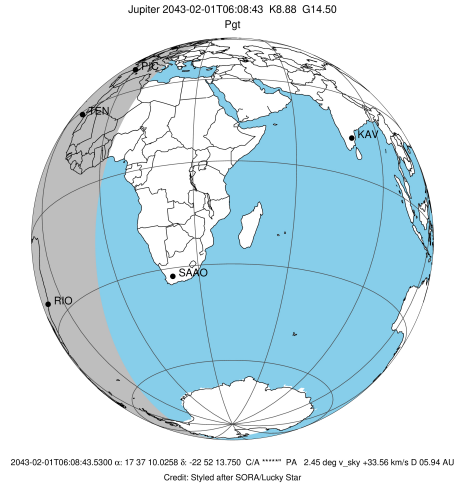 Jupiter 2043-02-01T06:08:43 K8.88 G14.50
Pgt
PIC
TEN
KAV
SAAO
RIO
2043-02-01T06:08:43.5300 α: 17 37 10.0258 δ: -22 52 13.750 C/A *****" PA 2.45 deg v_sky +33.56 km/s D 05.94 AU
Credit: Styled after SORA/Lucky Star